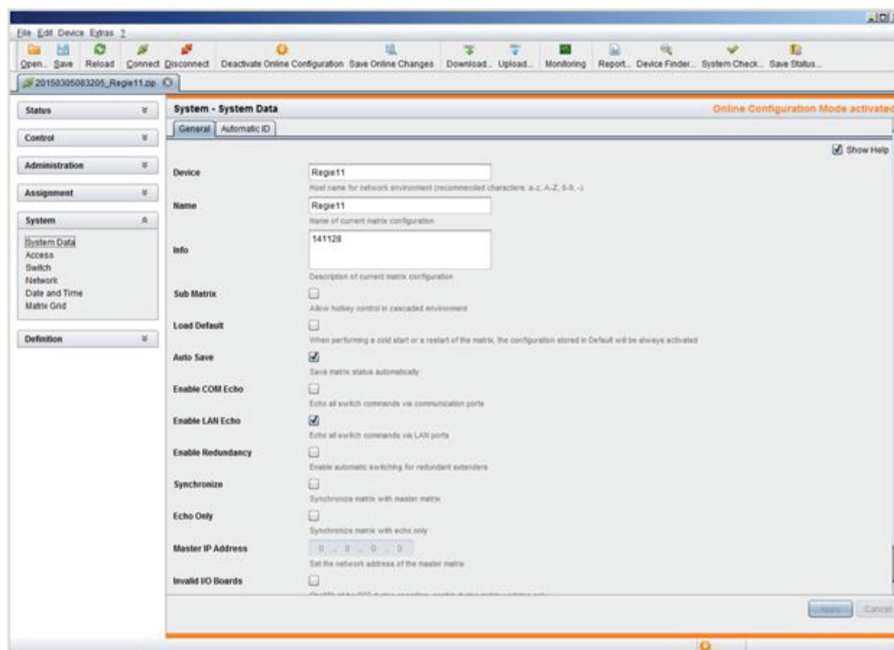 File Edit Device Extras ?
Open... Save Reload Connect Disconnect Deactivate Online Configuration Save Online Changes Download... Upload... Monitoring Report... Device Finder... System Check... Save Status...
20150305083205_Regie11.zip
Status
System - System Data
Online Configuration Mode activated
General Automatic ID
Control
Show Help
Administration
Device
Regie11
Host name for network environment (recommended characters, a-z, A-Z, 0-9, -)
Assignment
Name
Regie11
Name of current matrix configuration
System
System Data
Access
Switch
Network
Date and Time
Matrix Grid
Definition
Info
141128
Description of current matrix configuration
Sub Matrix
Allow hotkey control in cascaded environment
Load Default
When performing a cold start or a restart of the matrix, the configuration stored in Default will be always activated
Auto Save
Save matrix status automatically
Enable COM Echo
Echo all switch commands via communication ports
Enable LAN Echo
Echo all switch commands via LAN ports
Enable Redundancy
Enable automatic switching for redundant extenders
Synchronize
Synchronize matrix with master matrix
Echo Only
Synchronize matrix with echo only
Master IP Address
0 . 0 . 0 . 0
Set the network address of the master matrix
Invalid I/O Boards
Apply Cancel